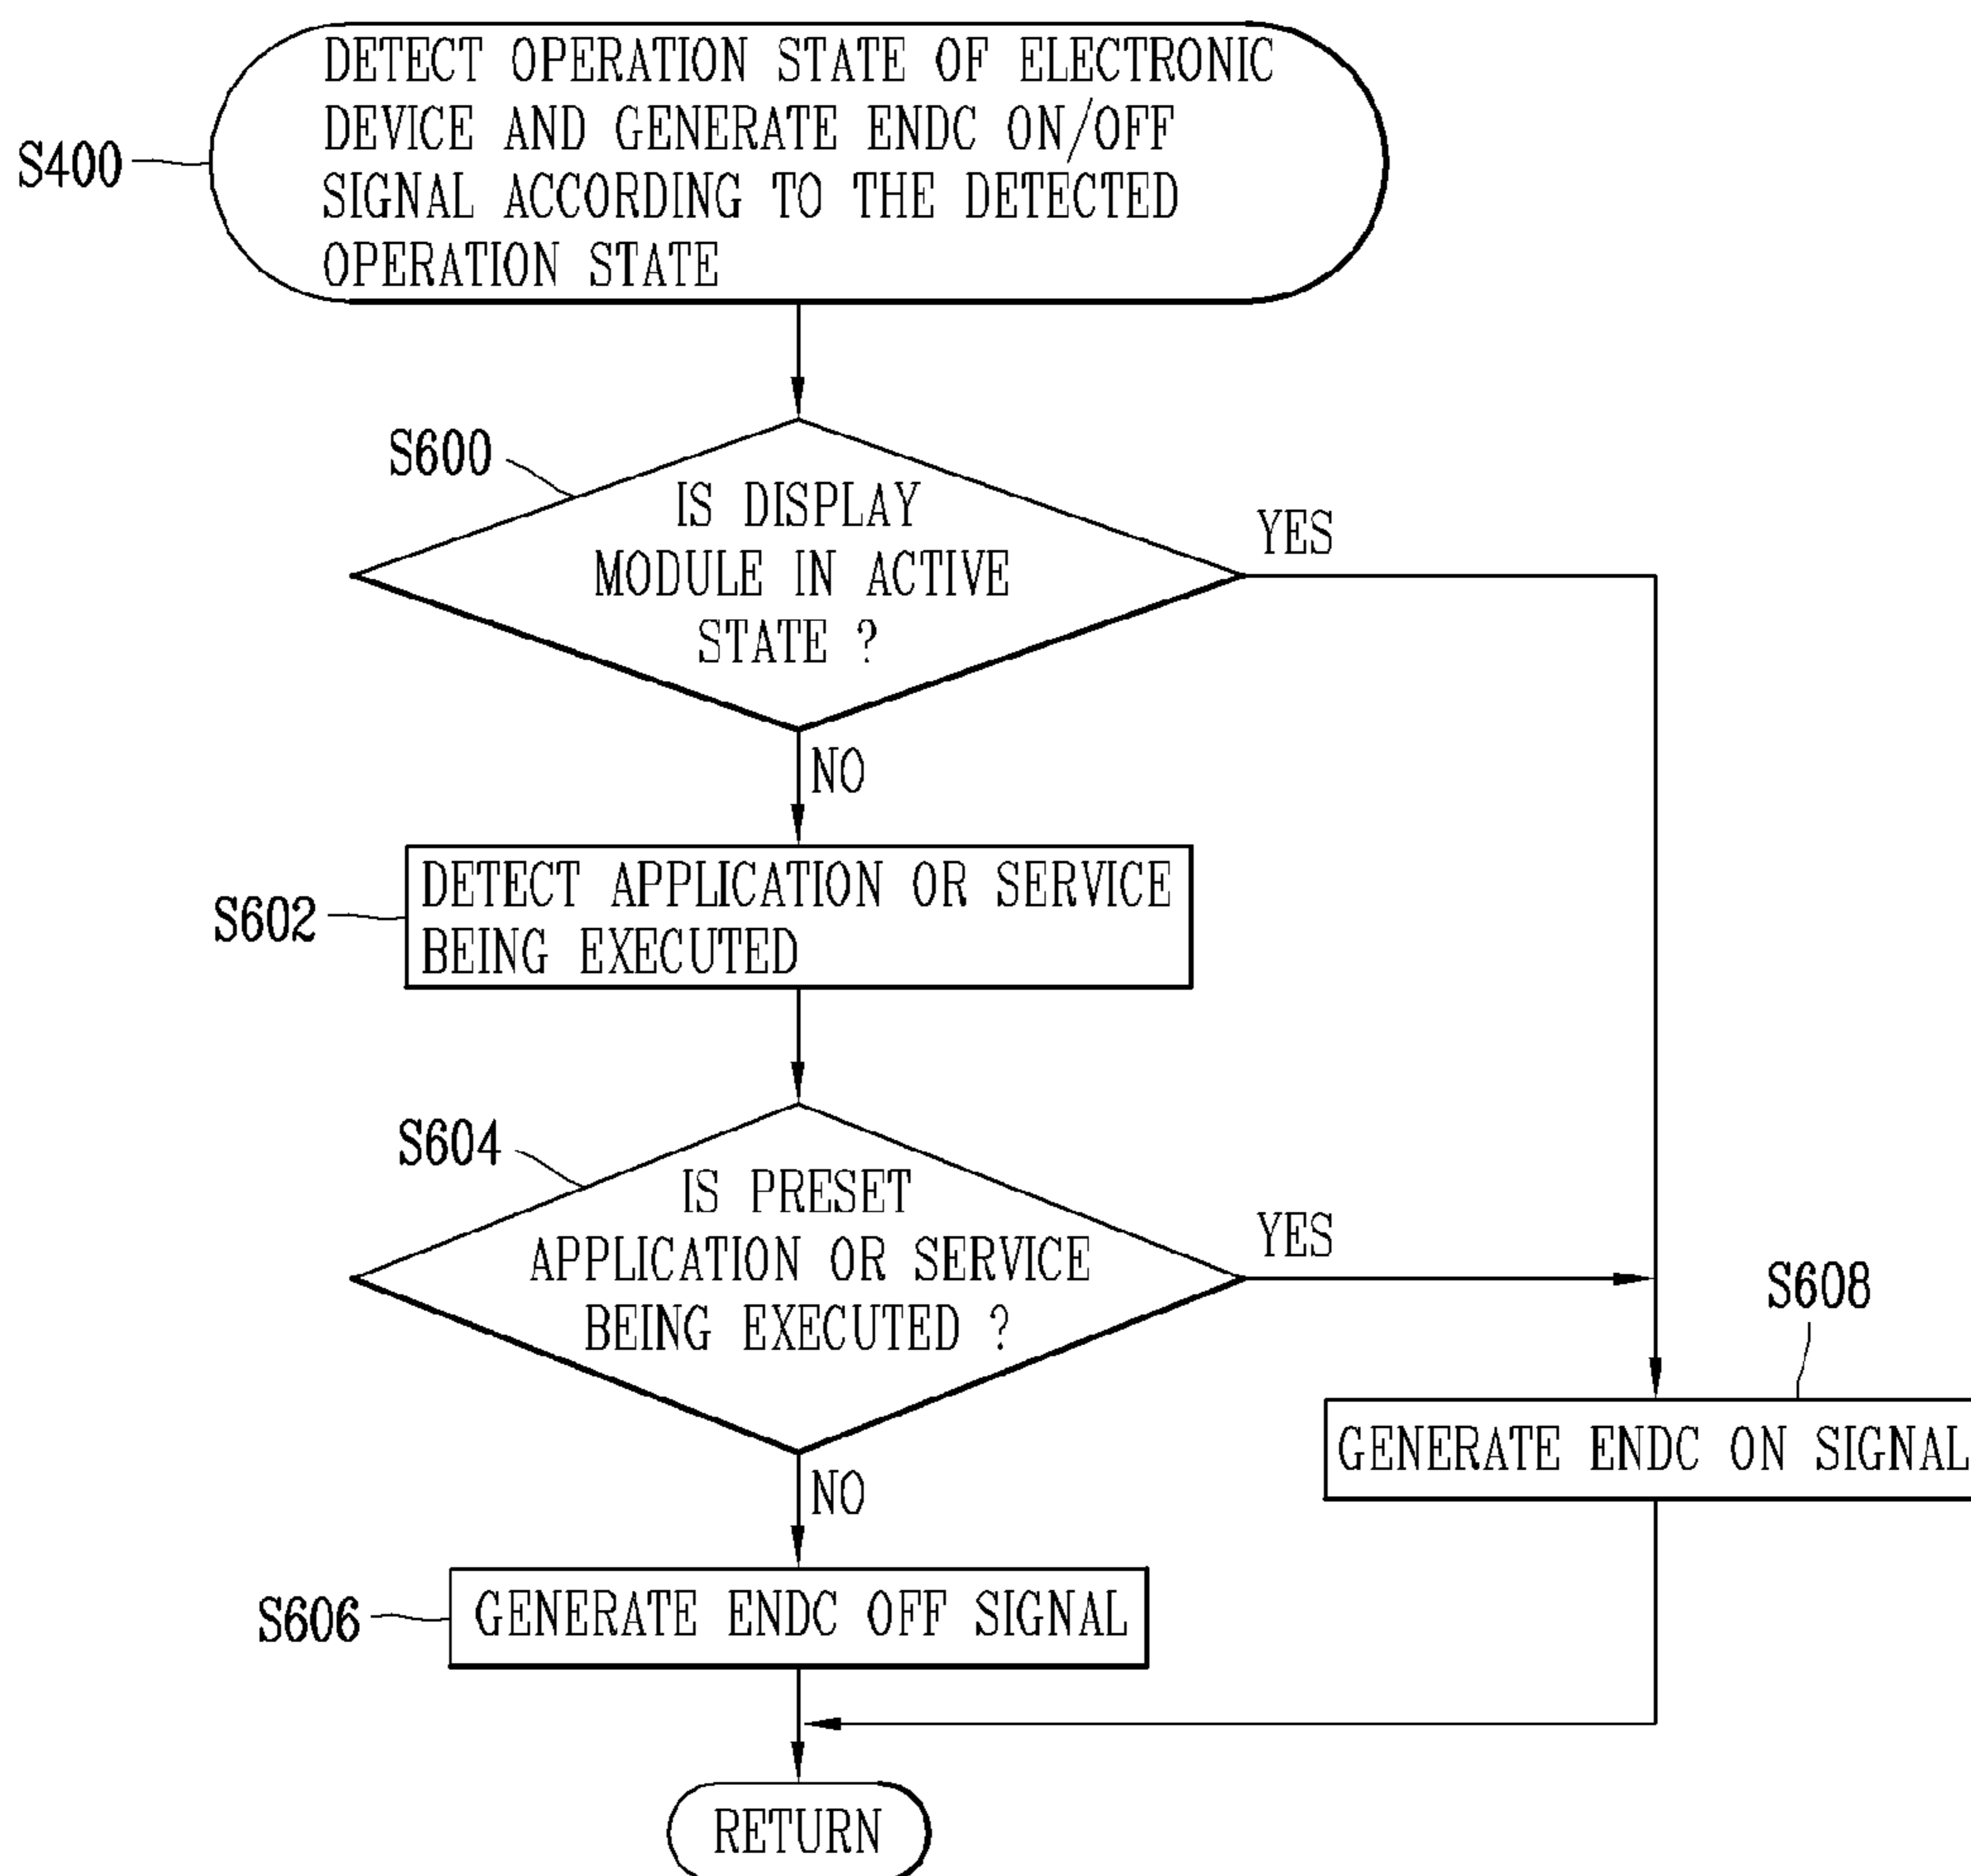 DETECT OPERATION STATE OF ELECTRONIC
DEVICE AND GENERATE ENDC ON/OFF
SIGNAL ACCORDING TO THE DETECTED
OPERATION STATE
S400
S600
IS DISPLAY
MODULE IN ACTIVE
STATE ?
YES
NO
S602
DETECT APPLICATION OR SERVICE
BEING EXECUTED
S604
IS PRESET
APPLICATION OR SERVICE
BEING EXECUTED ?
YES
NO
S608
GENERATE ENDC ON SIGNAL
S606
GENERATE ENDC OFF SIGNAL
RETURN